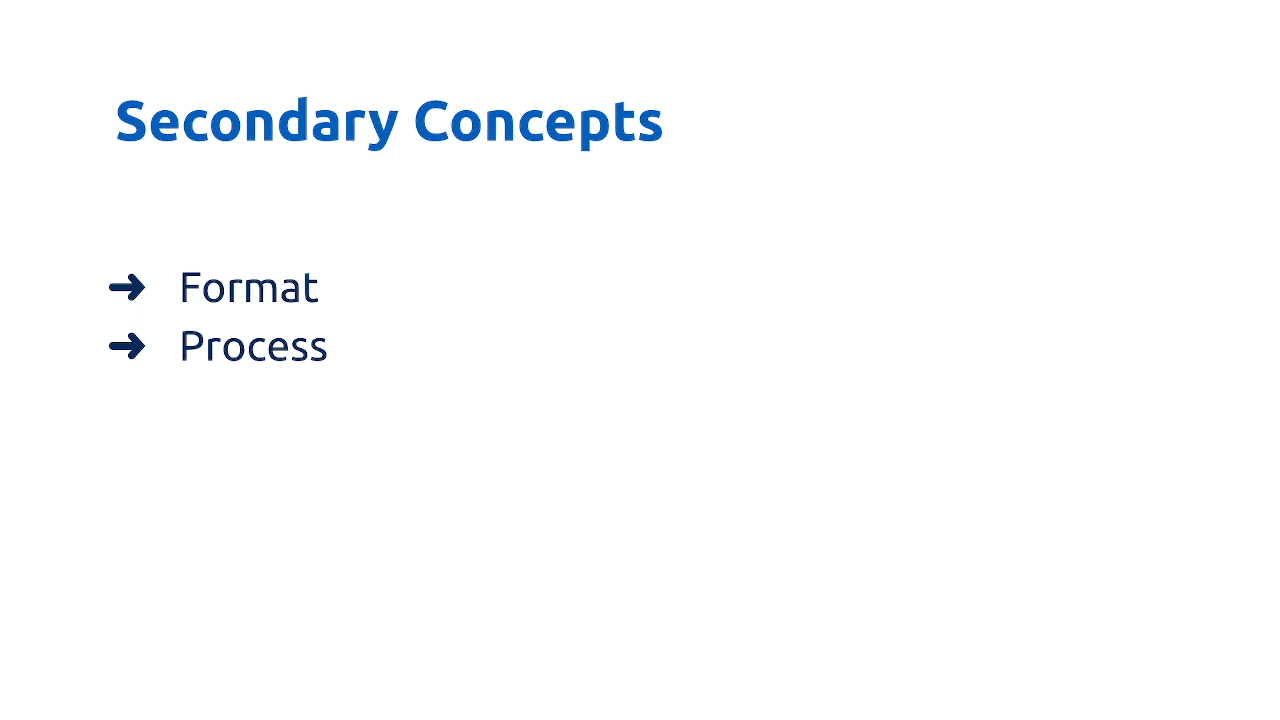 Secondary Concepts
➜ Format
➜ Process